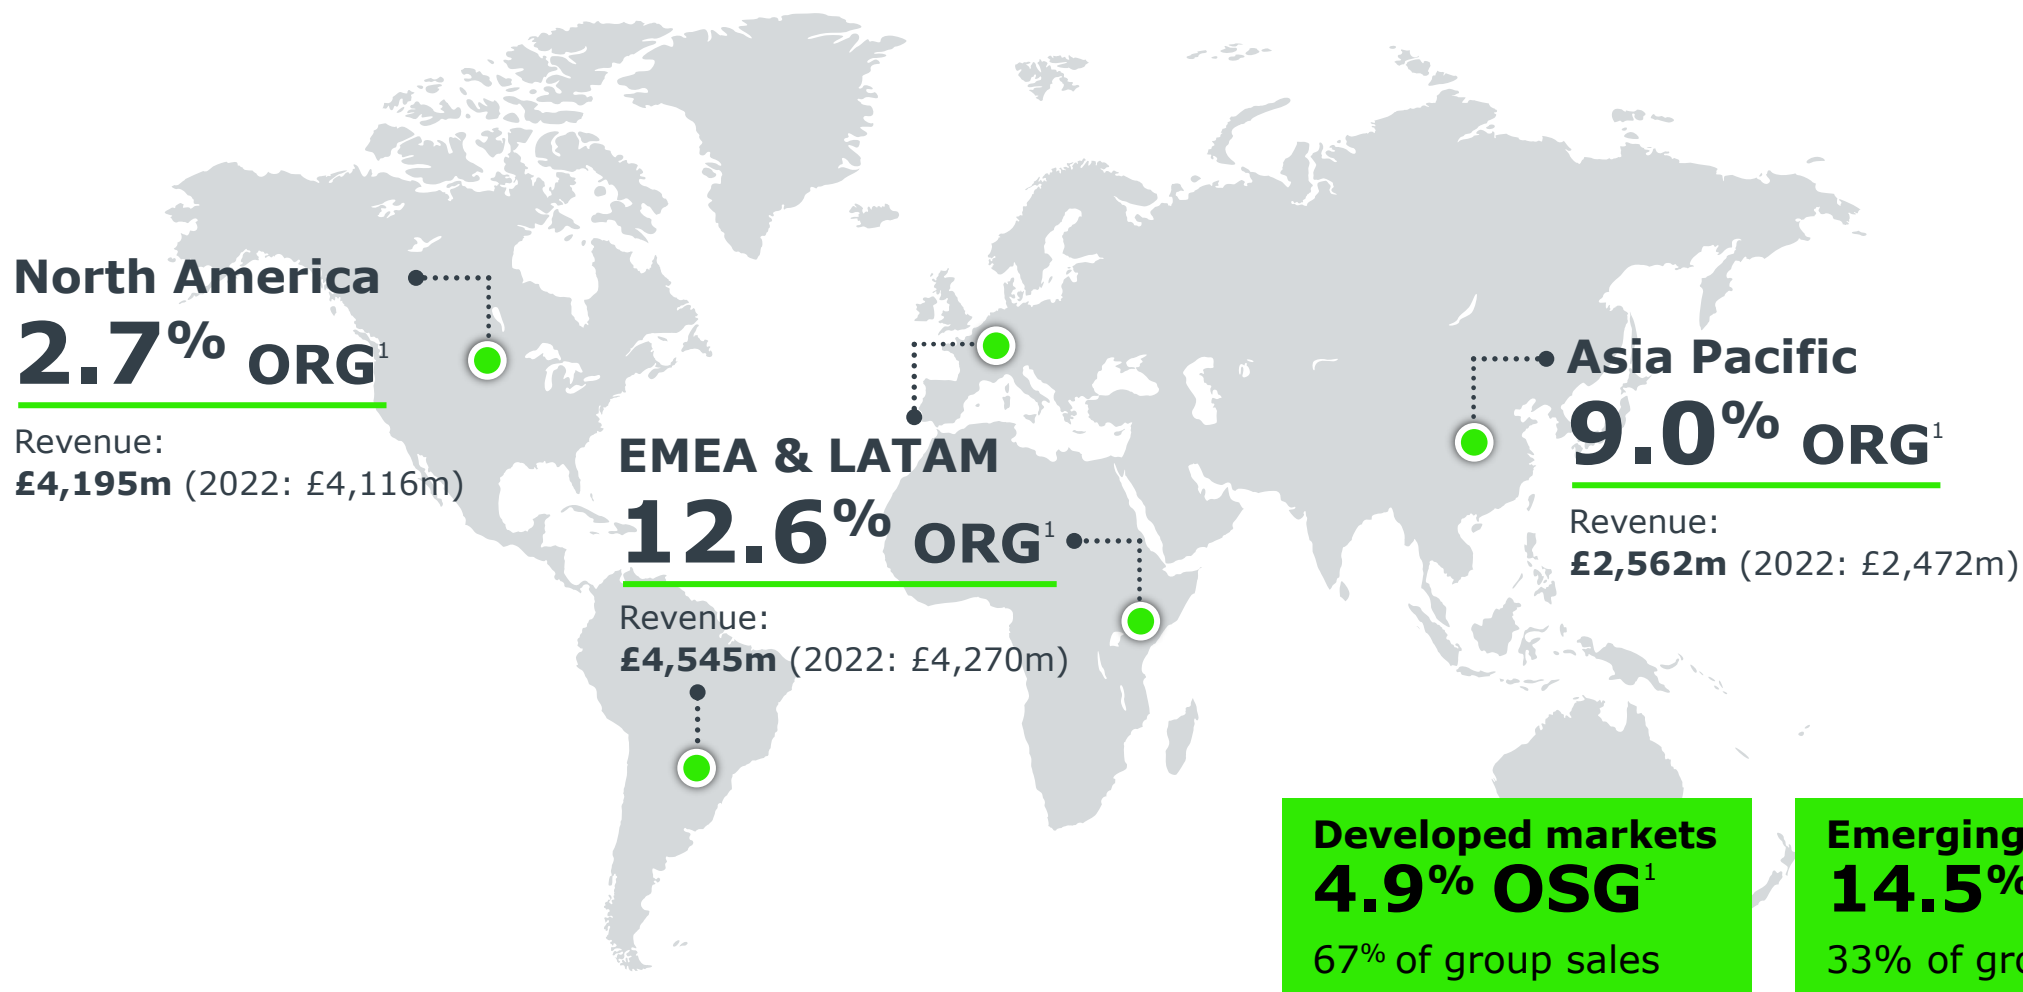 North America
2.7% ORG1
Revenue:
£4,195m (2022: £4,116m)
EMEA & LATAM
12.6% ORG1
Revenue:
£4,545m (2022: £4,270m)
Asia Pacific
9.0% ORG1
Revenue:
£2,562m (2022: £2,472m)
Developed markets
4.9% OSG1
67% of group sales
Emerging
14.5%
33% of